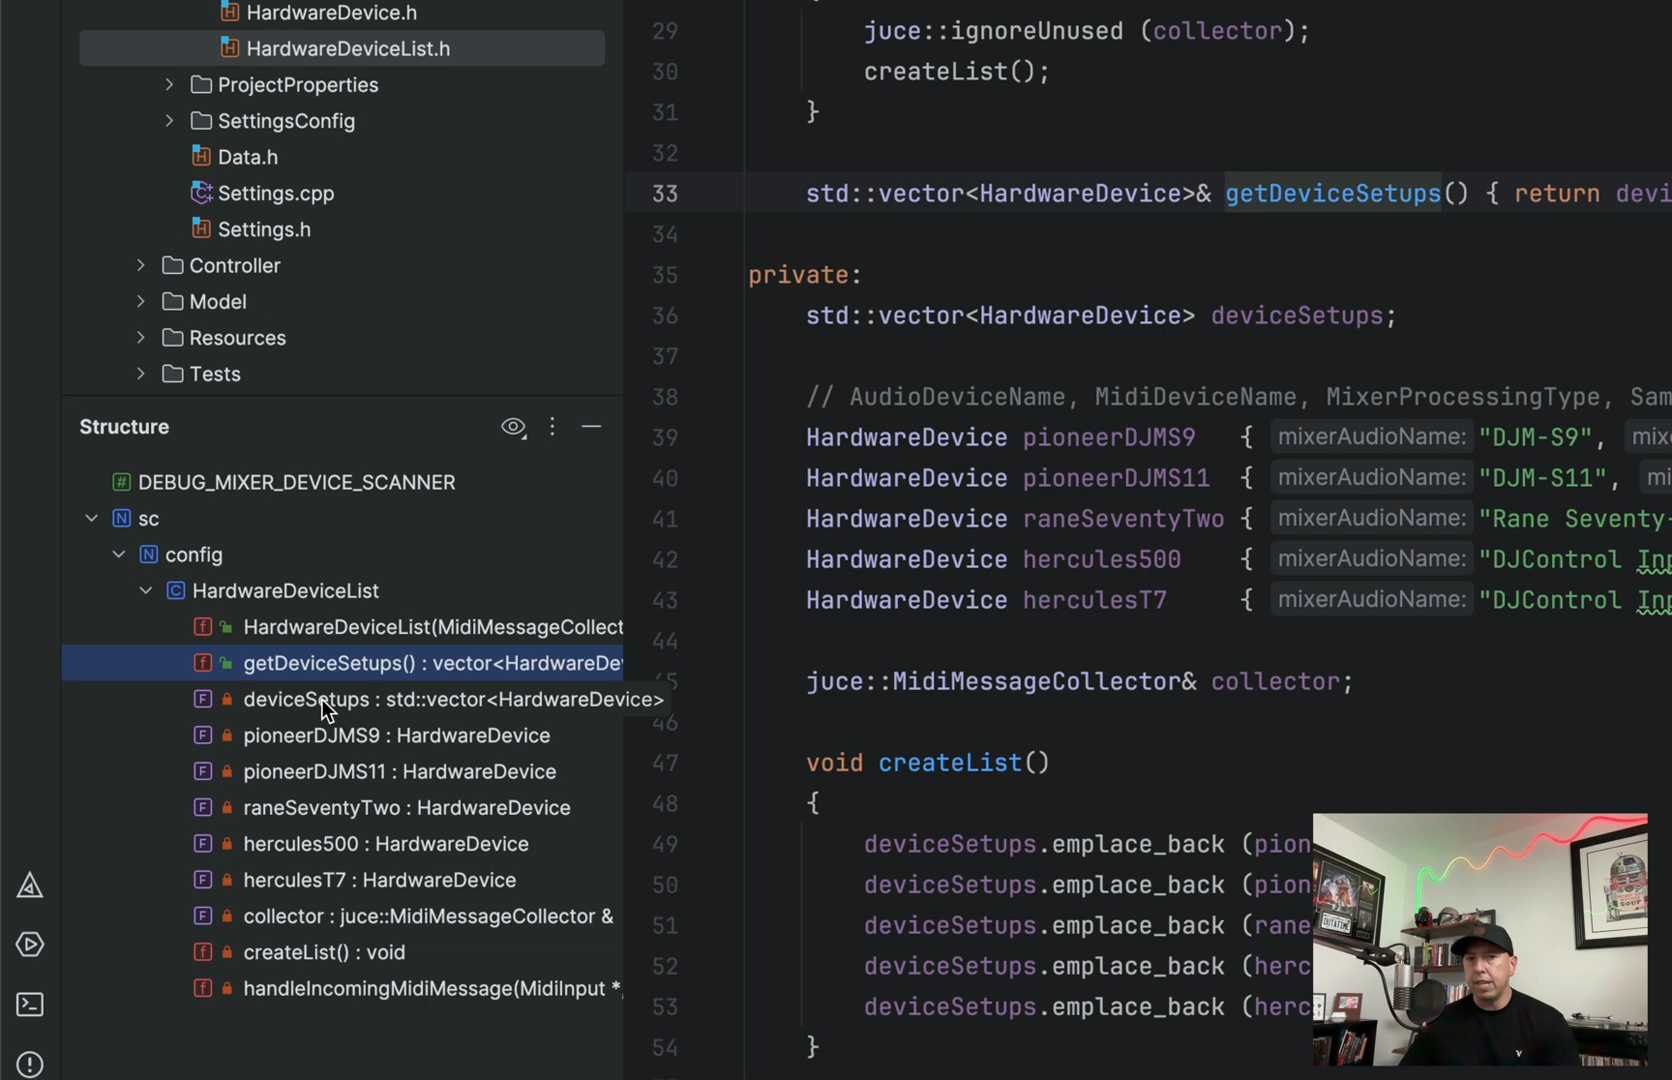 HardwareDevice.h
HardwareDeviceList.h
ProjectProperties
SettingsConfig
Data.h
Settings.cpp
Settings.h
Controller
Model
Resources
Tests
Structure
DEBUG_MIXER_DEVICE_SCANNER
sc
config
HardwareDeviceList
HardwareDeviceList(MidiMessageCollect
getDeviceSetups() : vector<HardwareDev
deviceSetups : std::vector<HardwareDevice>
pioneerDJMS9 : HardwareDevice
pioneerDJMS11 : HardwareDevice
raneSeventyTwo : HardwareDevice
hercules500 : HardwareDevice
herculesT7 : HardwareDevice
collector : juce::MidiMessageCollector &
createList() : void
handleIncomingMidiMessage(MidiInput *,
29 juce::ignoreUnused (collector);
30 createList();
31 }
32
33 std::vector<HardwareDevice>& getDeviceSetups() { return devi
34
35 private:
36 std::vector<HardwareDevice> deviceSetups;
37
38 // AudioDeviceName, MidiDeviceName, MixerProcessingType, Sam
39 HardwareDevice pioneerDJMS9 { mixerAudioName: "DJM-S9", mix
40 HardwareDevice pioneerDJMS11 { mixerAudioName: "DJM-S11", mi
41 HardwareDevice raneSeventyTwo { mixerAudioName: "Rane Seventy-
42 HardwareDevice hercules500 { mixerAudioName: "DJControl Inp
43 HardwareDevice herculesT7 { mixerAudioName: "DJControl Inp
44
5 juce::MidiMessageCollector& collector;
46
47 void createList()
48 {
49 deviceSetups.emplace_back (pion
50 deviceSetups.emplace_back (pion
51 deviceSetups.emplace_back (rane
52 deviceSetups.emplace_back (herc
53 deviceSetups.emplace_back (herc
54 }
OUTATIME
SOUP